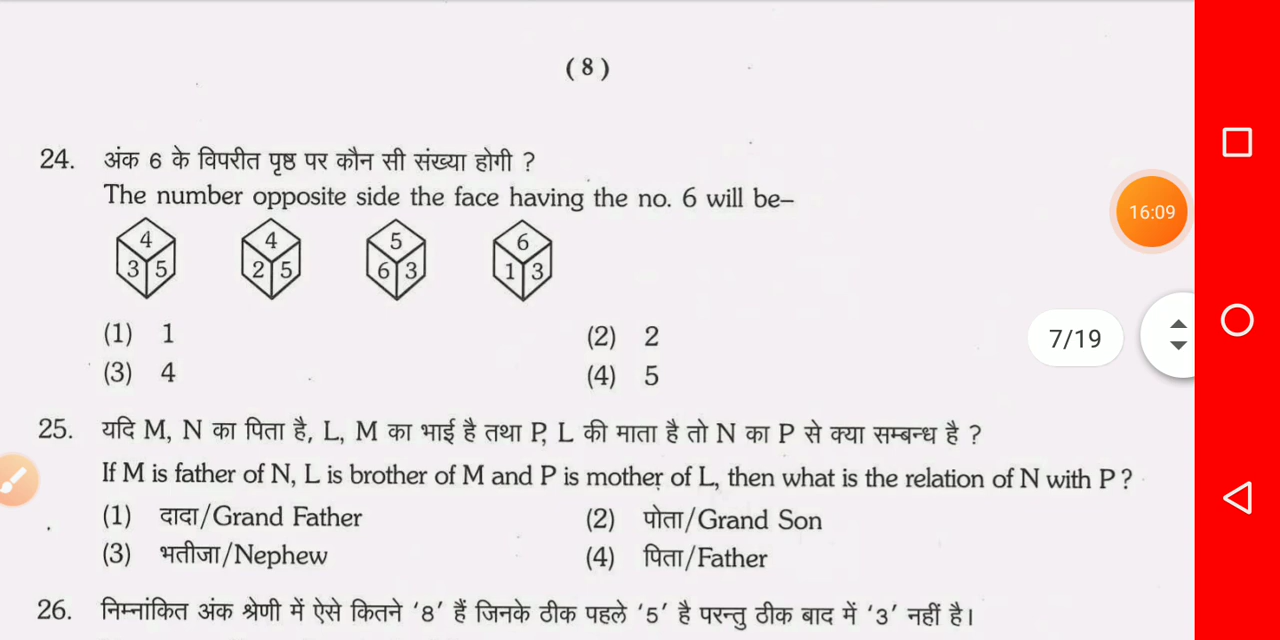 ( 8 )
24. अंक 6 के विपरीत पृष्ठ पर कौन सी संख्या होगी ?
The number opposite side the face having the no. 6 will be–
4 4 5 6
3 5 2 5 6 3 1 3
(1) 1 (2) 2
(3) 4 (4) 5
25. यदि M, N का पिता है, L, M का भाई है तथा P, L की माता है तो N का P से क्या सम्बन्ध है ?
If M is father of N, L is brother of M and P is mother of L, then what is the relation of N with P ?
(1) दादा/Grand Father (2) पोता/Grand Son
(3) भतीजा/Nephew (4) पिता/Father
26. निम्नांकित अंक श्रेणी में ऐसे कितने ‘8’ हैं जिनके ठीक पहले ‘5’ है परन्तु ठीक बाद में ‘3’ नहीं है।
16:09
7/19